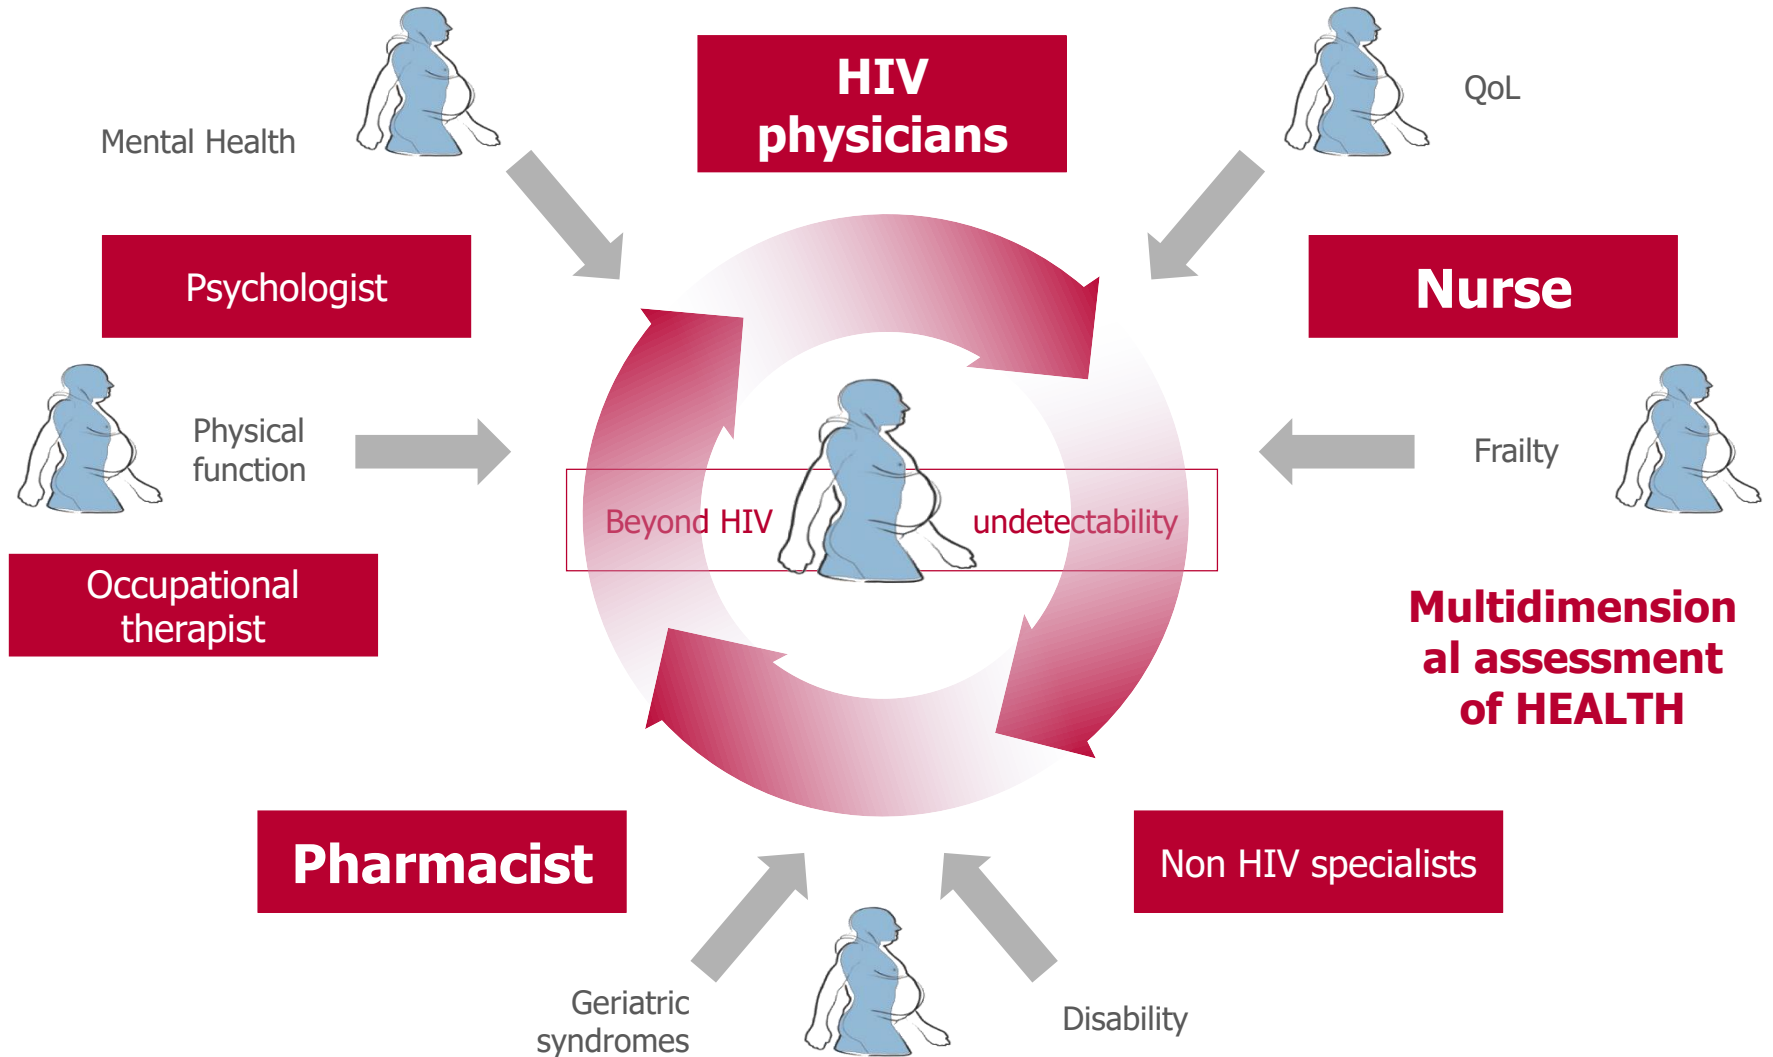 HIV
physicians
QoL
Mental Health
Psychologist
Nurse
Physical
function
Frailty
Beyond HIV undetectability
Occupational
therapist
Multidimension
al assessment
of HEALTH
Pharmacist
Non HIV specialists
Geriatric
syndromes
Disability